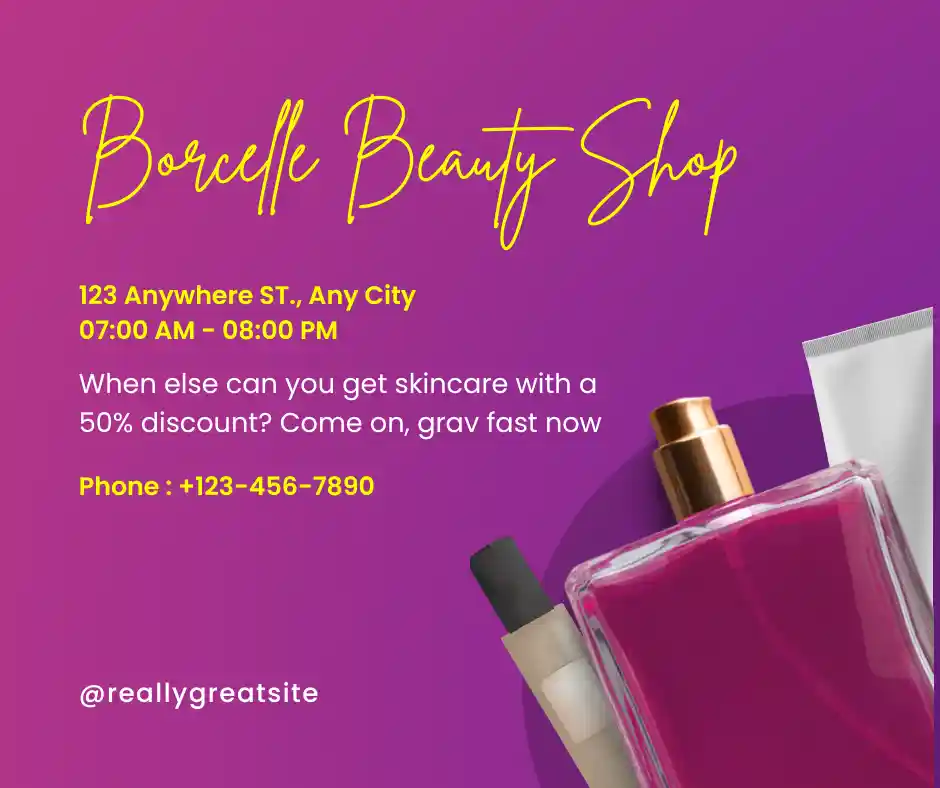 Borcelle Beauty Shop
123 Anywhere ST., Any City
07:00 AM - 08:00 PM
When else can you get skincare with a
50% discount? Come on, grav fast now
Phone : +123-456-7890
@reallygreatsite